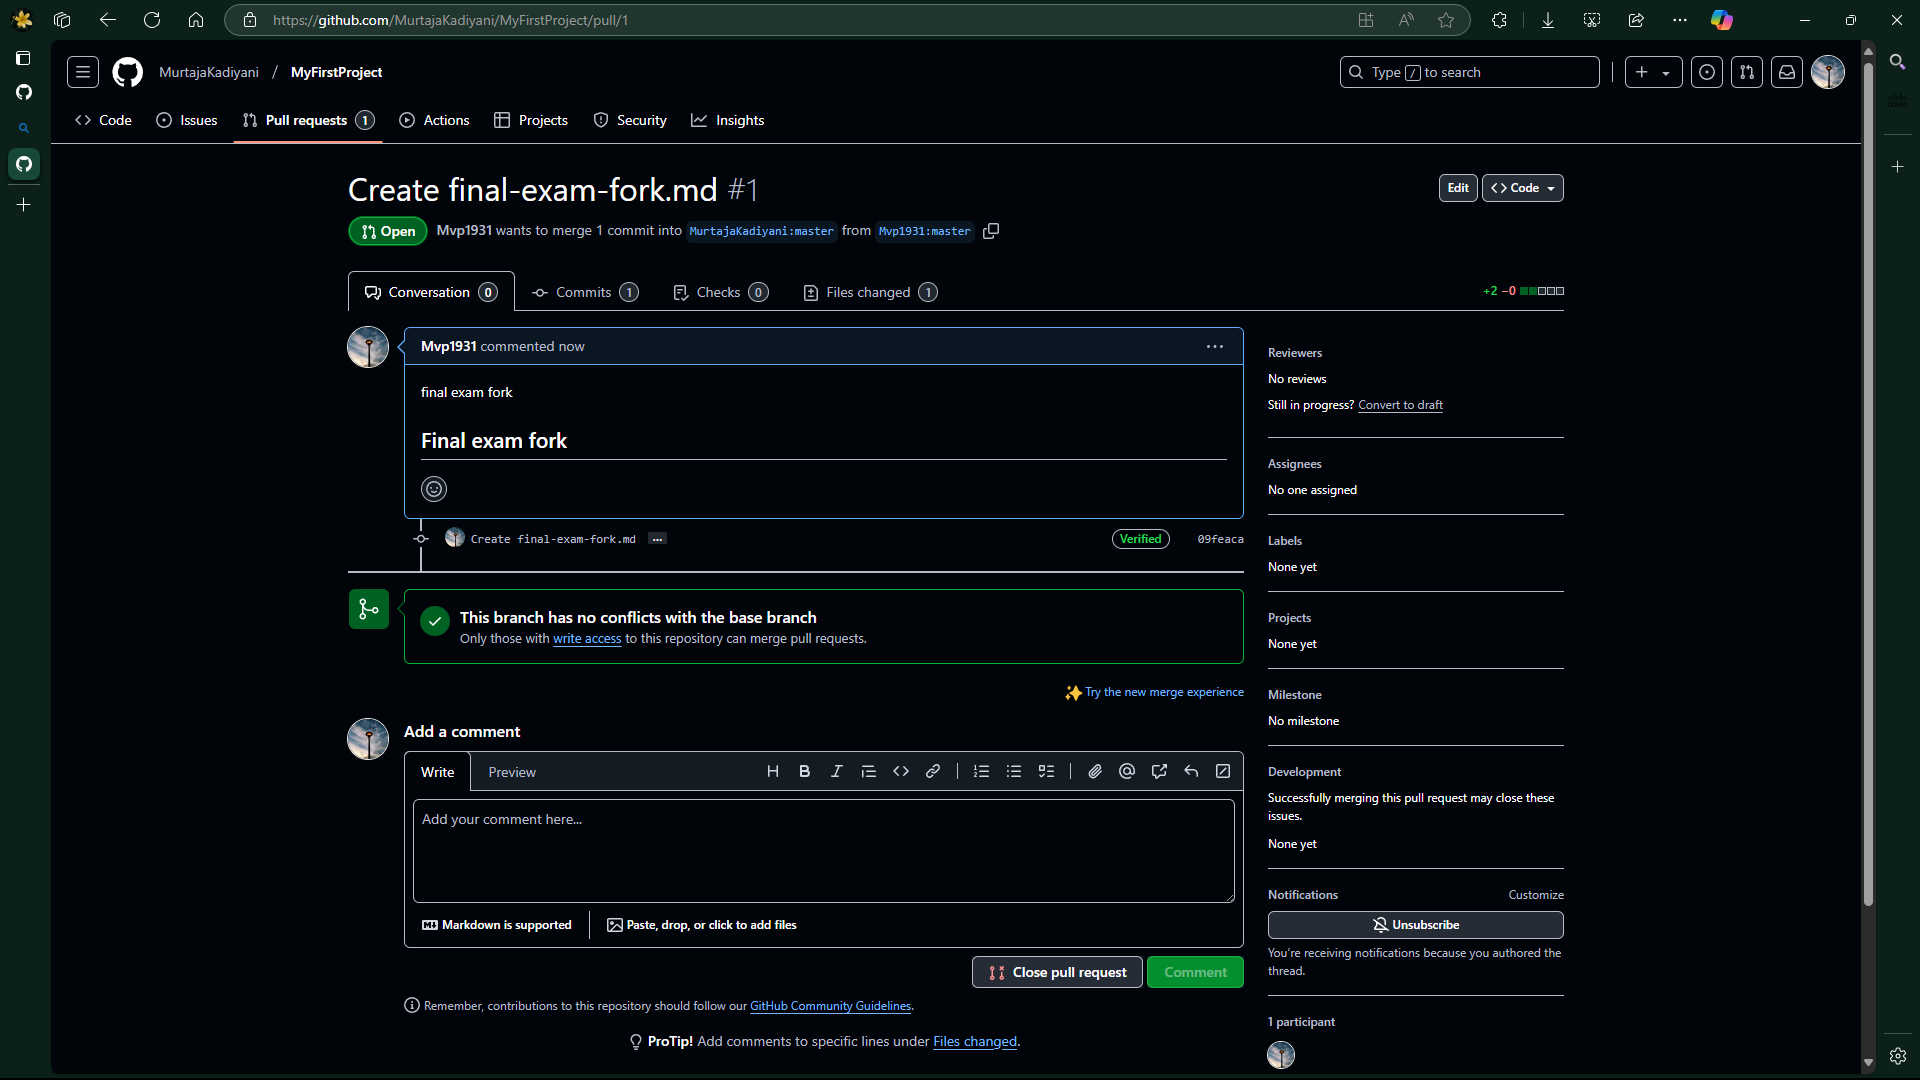 https://github.com/MurtajaKadiyani/MyFirstProject/pull/1
MurtajaKadiyani / MyFirstProject
Type / to search
Code
Issues
Pull requests 1
Actions
Projects
Security
Insights
Create final-exam-fork.md #1
Edit
Code
Open
Mvp1931 wants to merge 1 commit into MurtajaKadiyani:master from Mvp1931:master
Conversation 0
Commits 1
Checks 0
Files changed 1
+2 −0
Mvp1931 commented now
final exam fork
Final exam fork
Create final-exam-fork.md ...
Verified
09feaca
This branch has no conflicts with the base branch
Only those with write access to this repository can merge pull requests.
Try the new merge experience
Add a comment
Write
Preview
Add your comment here...
Markdown is supported
Paste, drop, or click to add files
Close pull request
Comment
Remember, contributions to this repository should follow our GitHub Community Guidelines.
ProTip! Add comments to specific lines under Files changed.
Reviewers
No reviews
Still in progress? Convert to draft
Assignees
No one assigned
Labels
None yet
Projects
None yet
Milestone
No milestone
Development
Successfully merging this pull request may close these
issues.
None yet
Notifications
Customize
Unsubscribe
You're receiving notifications because you authored the
thread.
1 participant